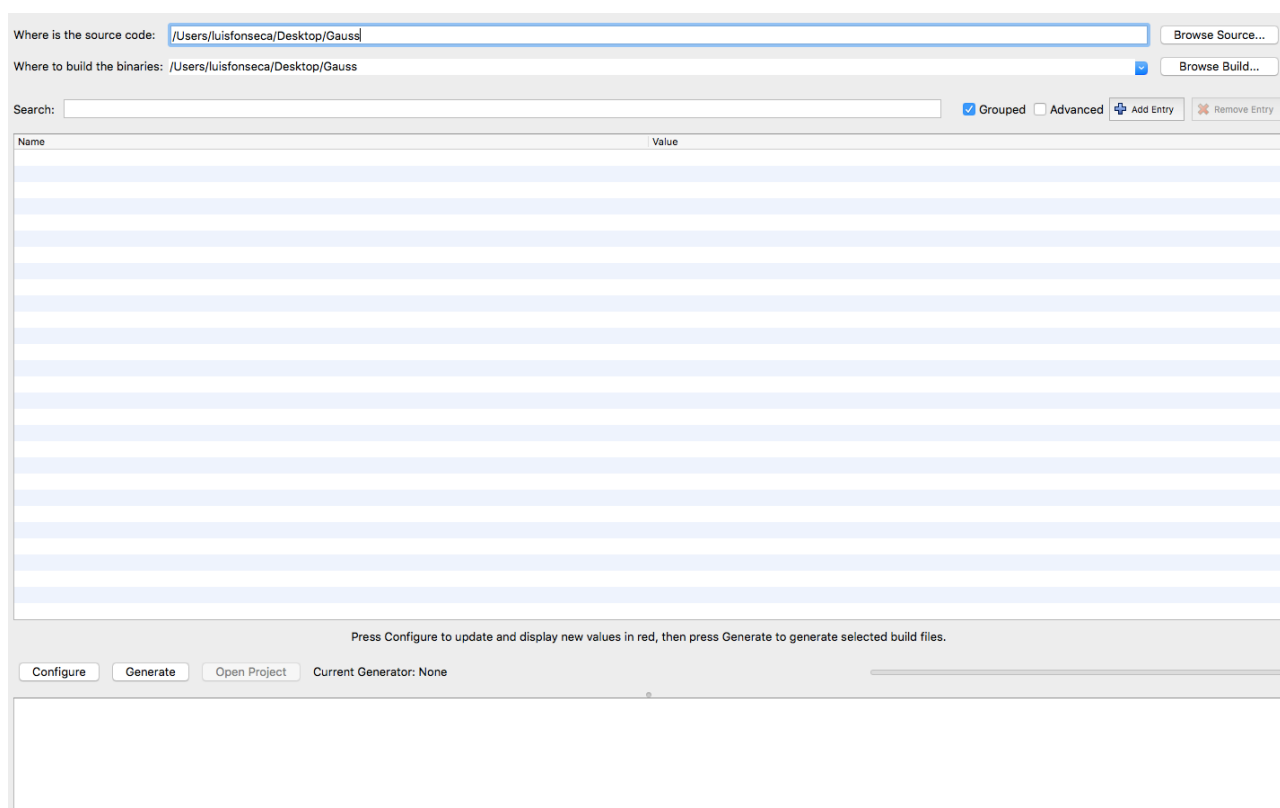 Where is the source code: /Users/luisfonseca/Desktop/Gauss Browse Source...
Where to build the binaries: /Users/luisfonseca/Desktop/Gauss Browse Build...
Search: Grouped Advanced Add Entry Remove Entry
Name Value
Press Configure to update and display new values in red, then press Generate to generate selected build files.
Configure Generate Open Project Current Generator: None